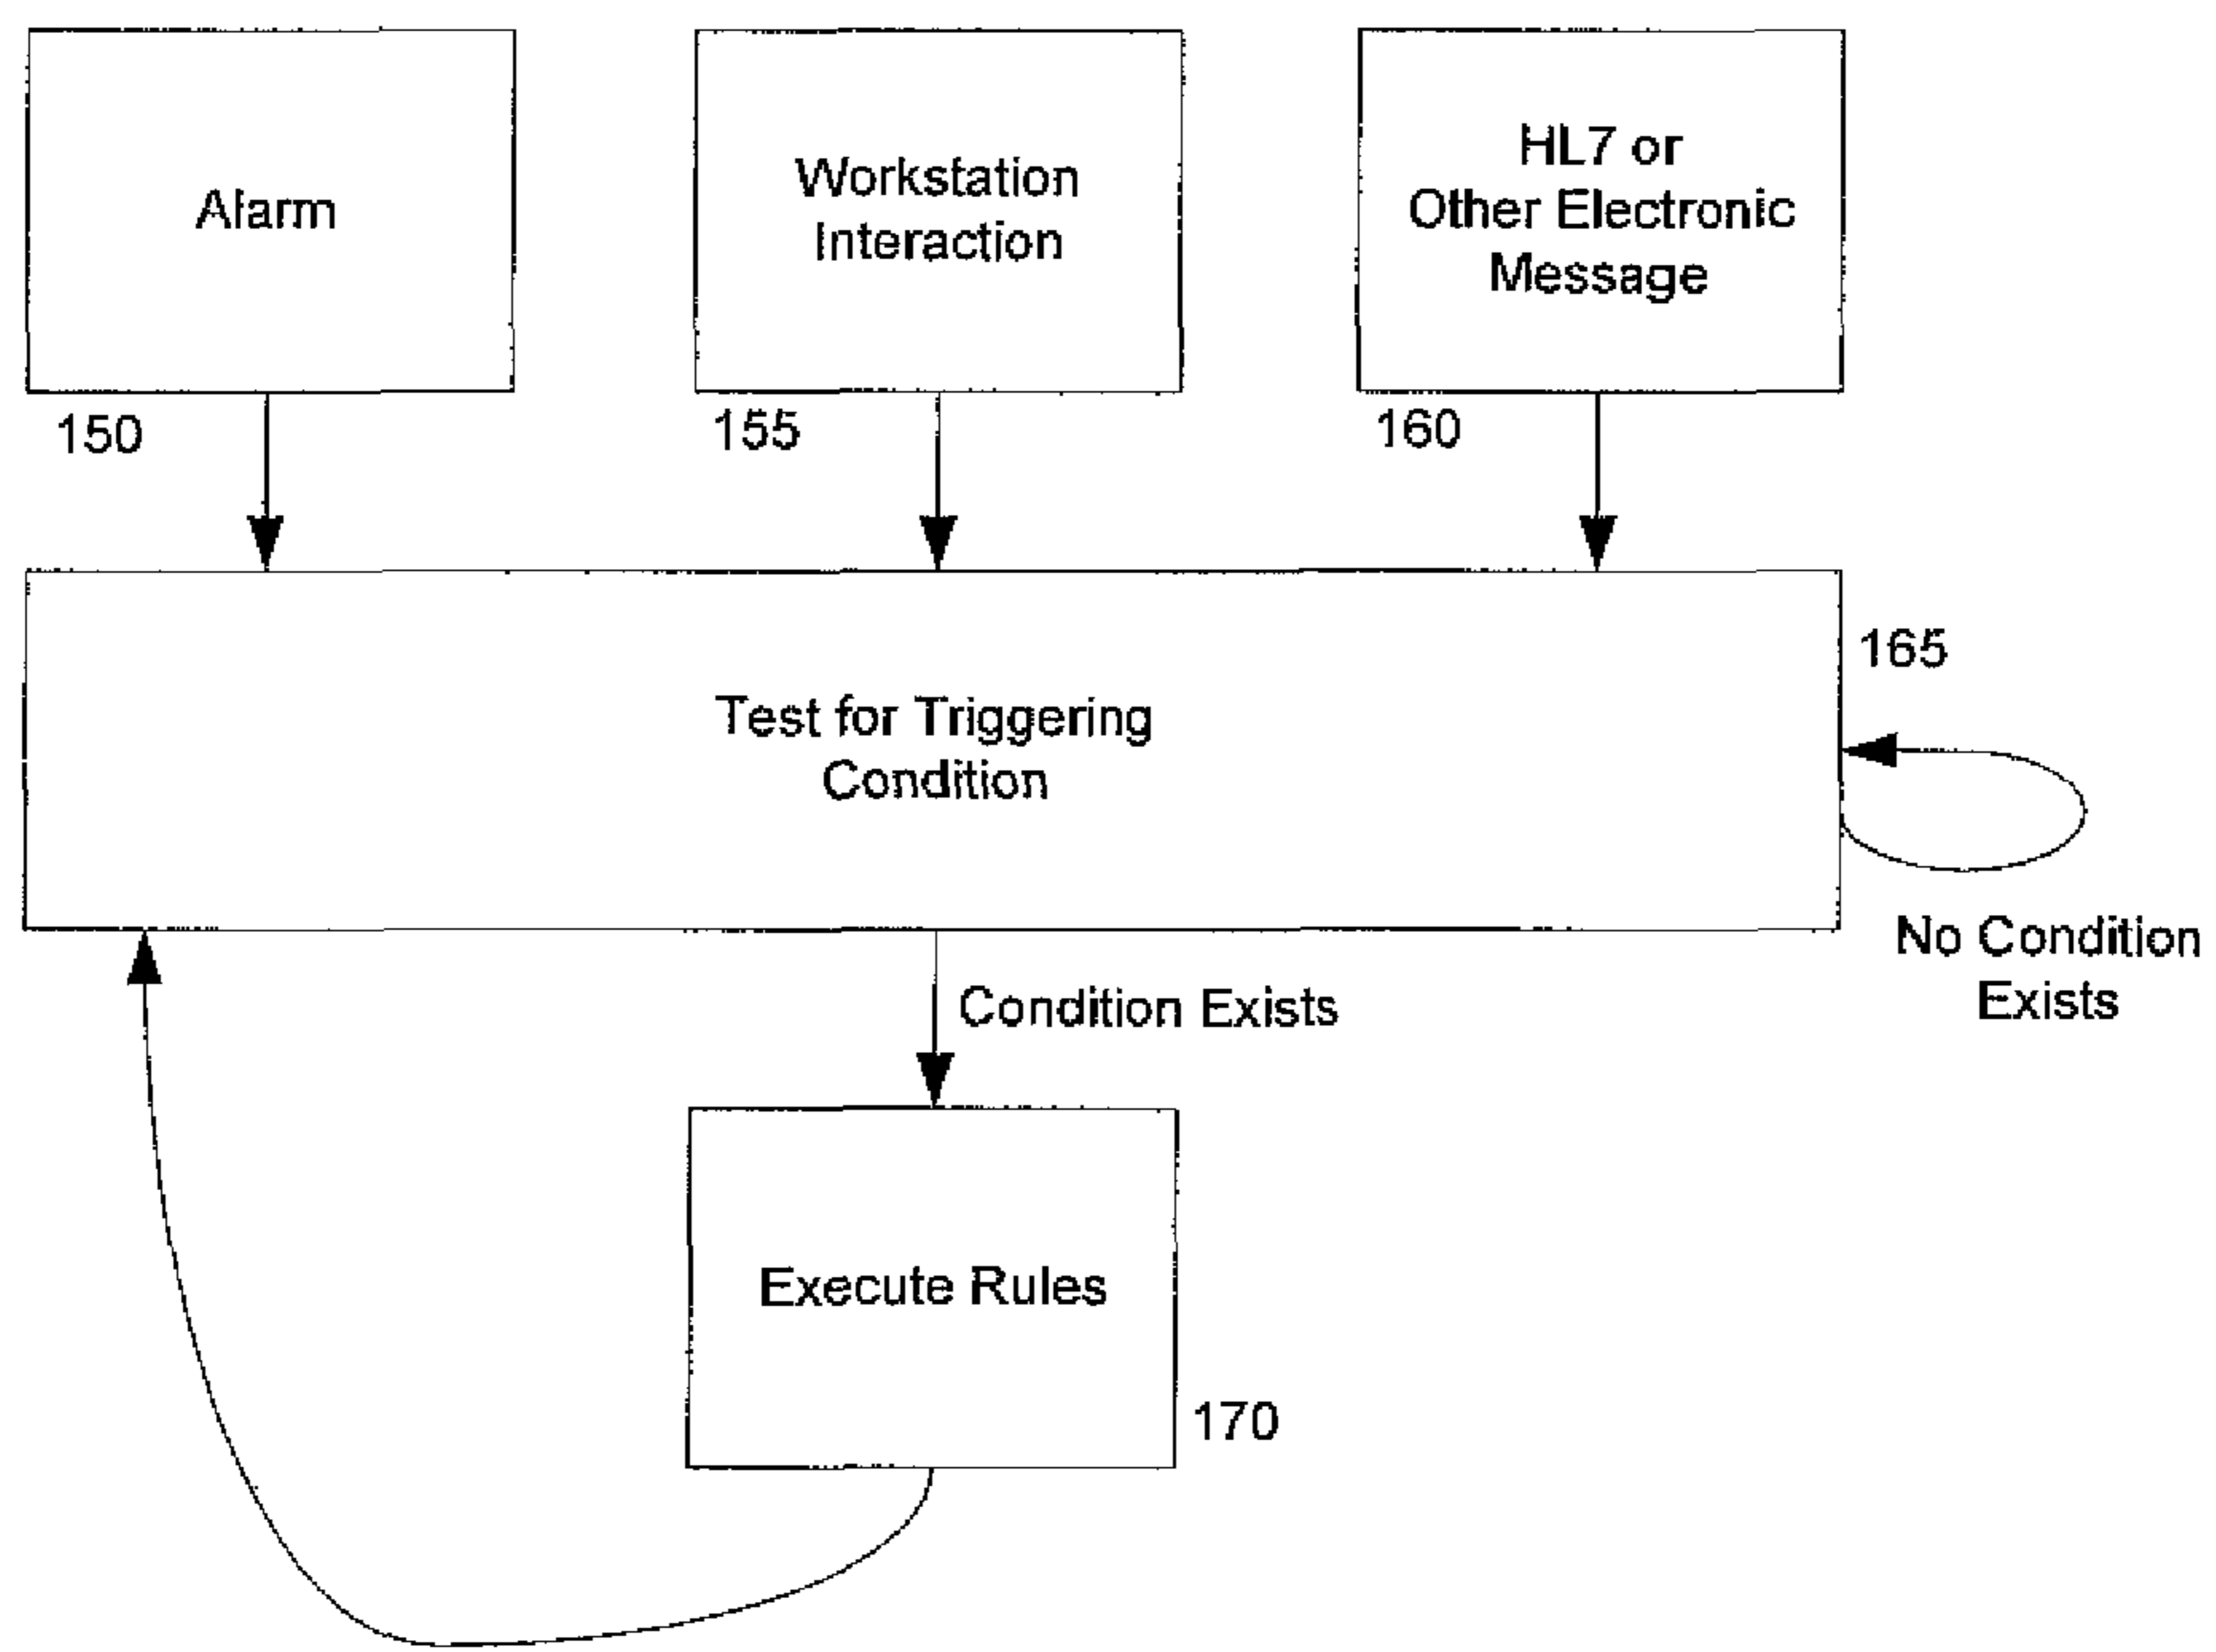 Alarm
150
Workstation
Interaction
155
HL7 or
Other Electronic
Message
160
Test for Triggering
Condition
165
No Condition
Exists
Condition Exists
Execute Rules
170